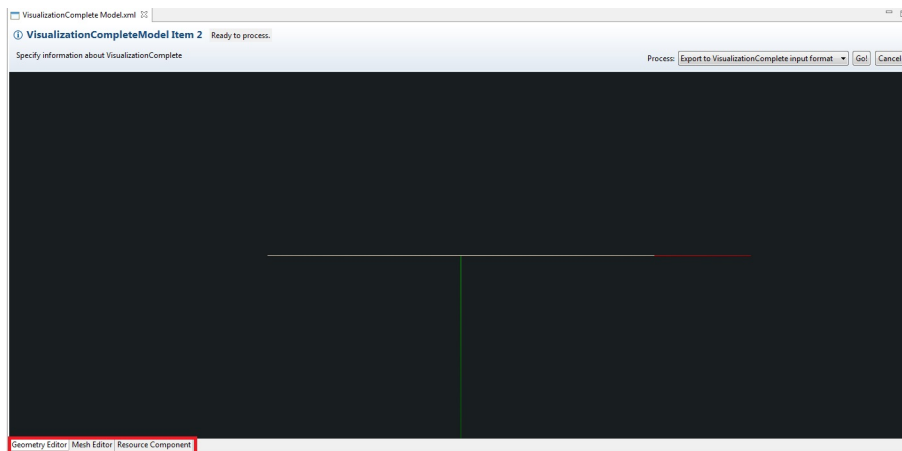 VisualizationComplete Model.xml
VisualizationCompleteModel Item 2 Ready to process.
Specify information about VisualizationComplete
Process: Export to VisualizationComplete input format Go! Cancel
Geometry Editor Mesh Editor Resource Component